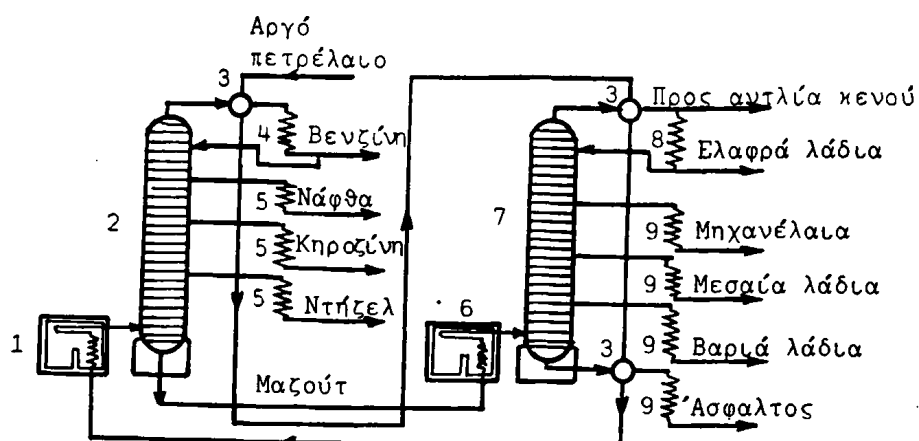 Αργό
πετρέλαιο
3
4
Βενζίνη
Νάφθα
5
2
Κηροζίνη
5
Ντήζελ
5
1
Μαζούτ
3
Προς αντλία κενού
8
Ελαφρά λάδια
7
Μηχανέλαια
9
Μεσαία λάδια
9
6
Βαριά λάδια
9
3
Άσφαλτος
9